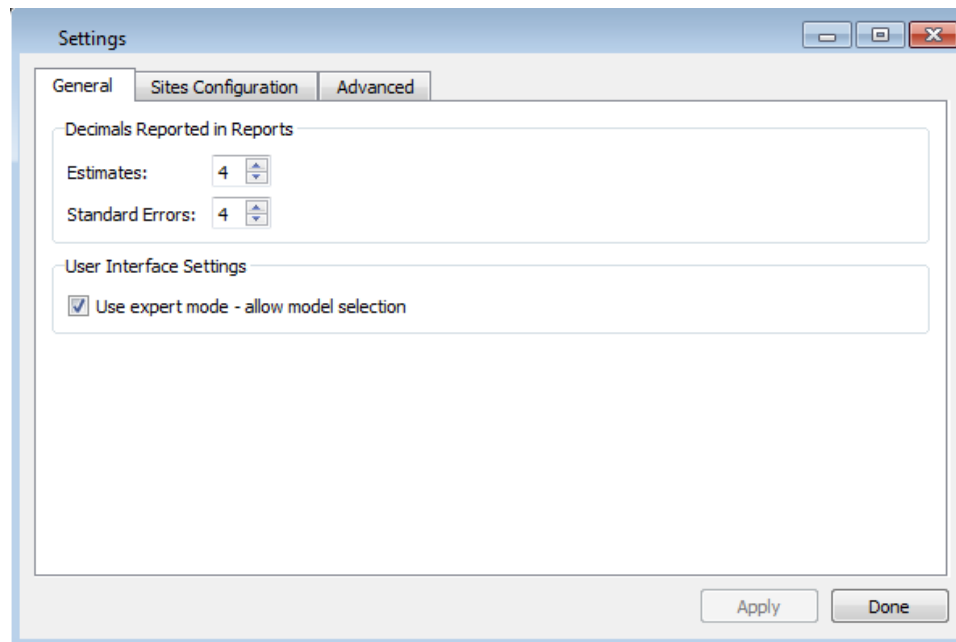 Settings
General Sites Configuration Advanced
Decimals Reported in Reports
Estimates: 4
Standard Errors: 4
User Interface Settings
Use expert mode - allow model selection
Apply Done